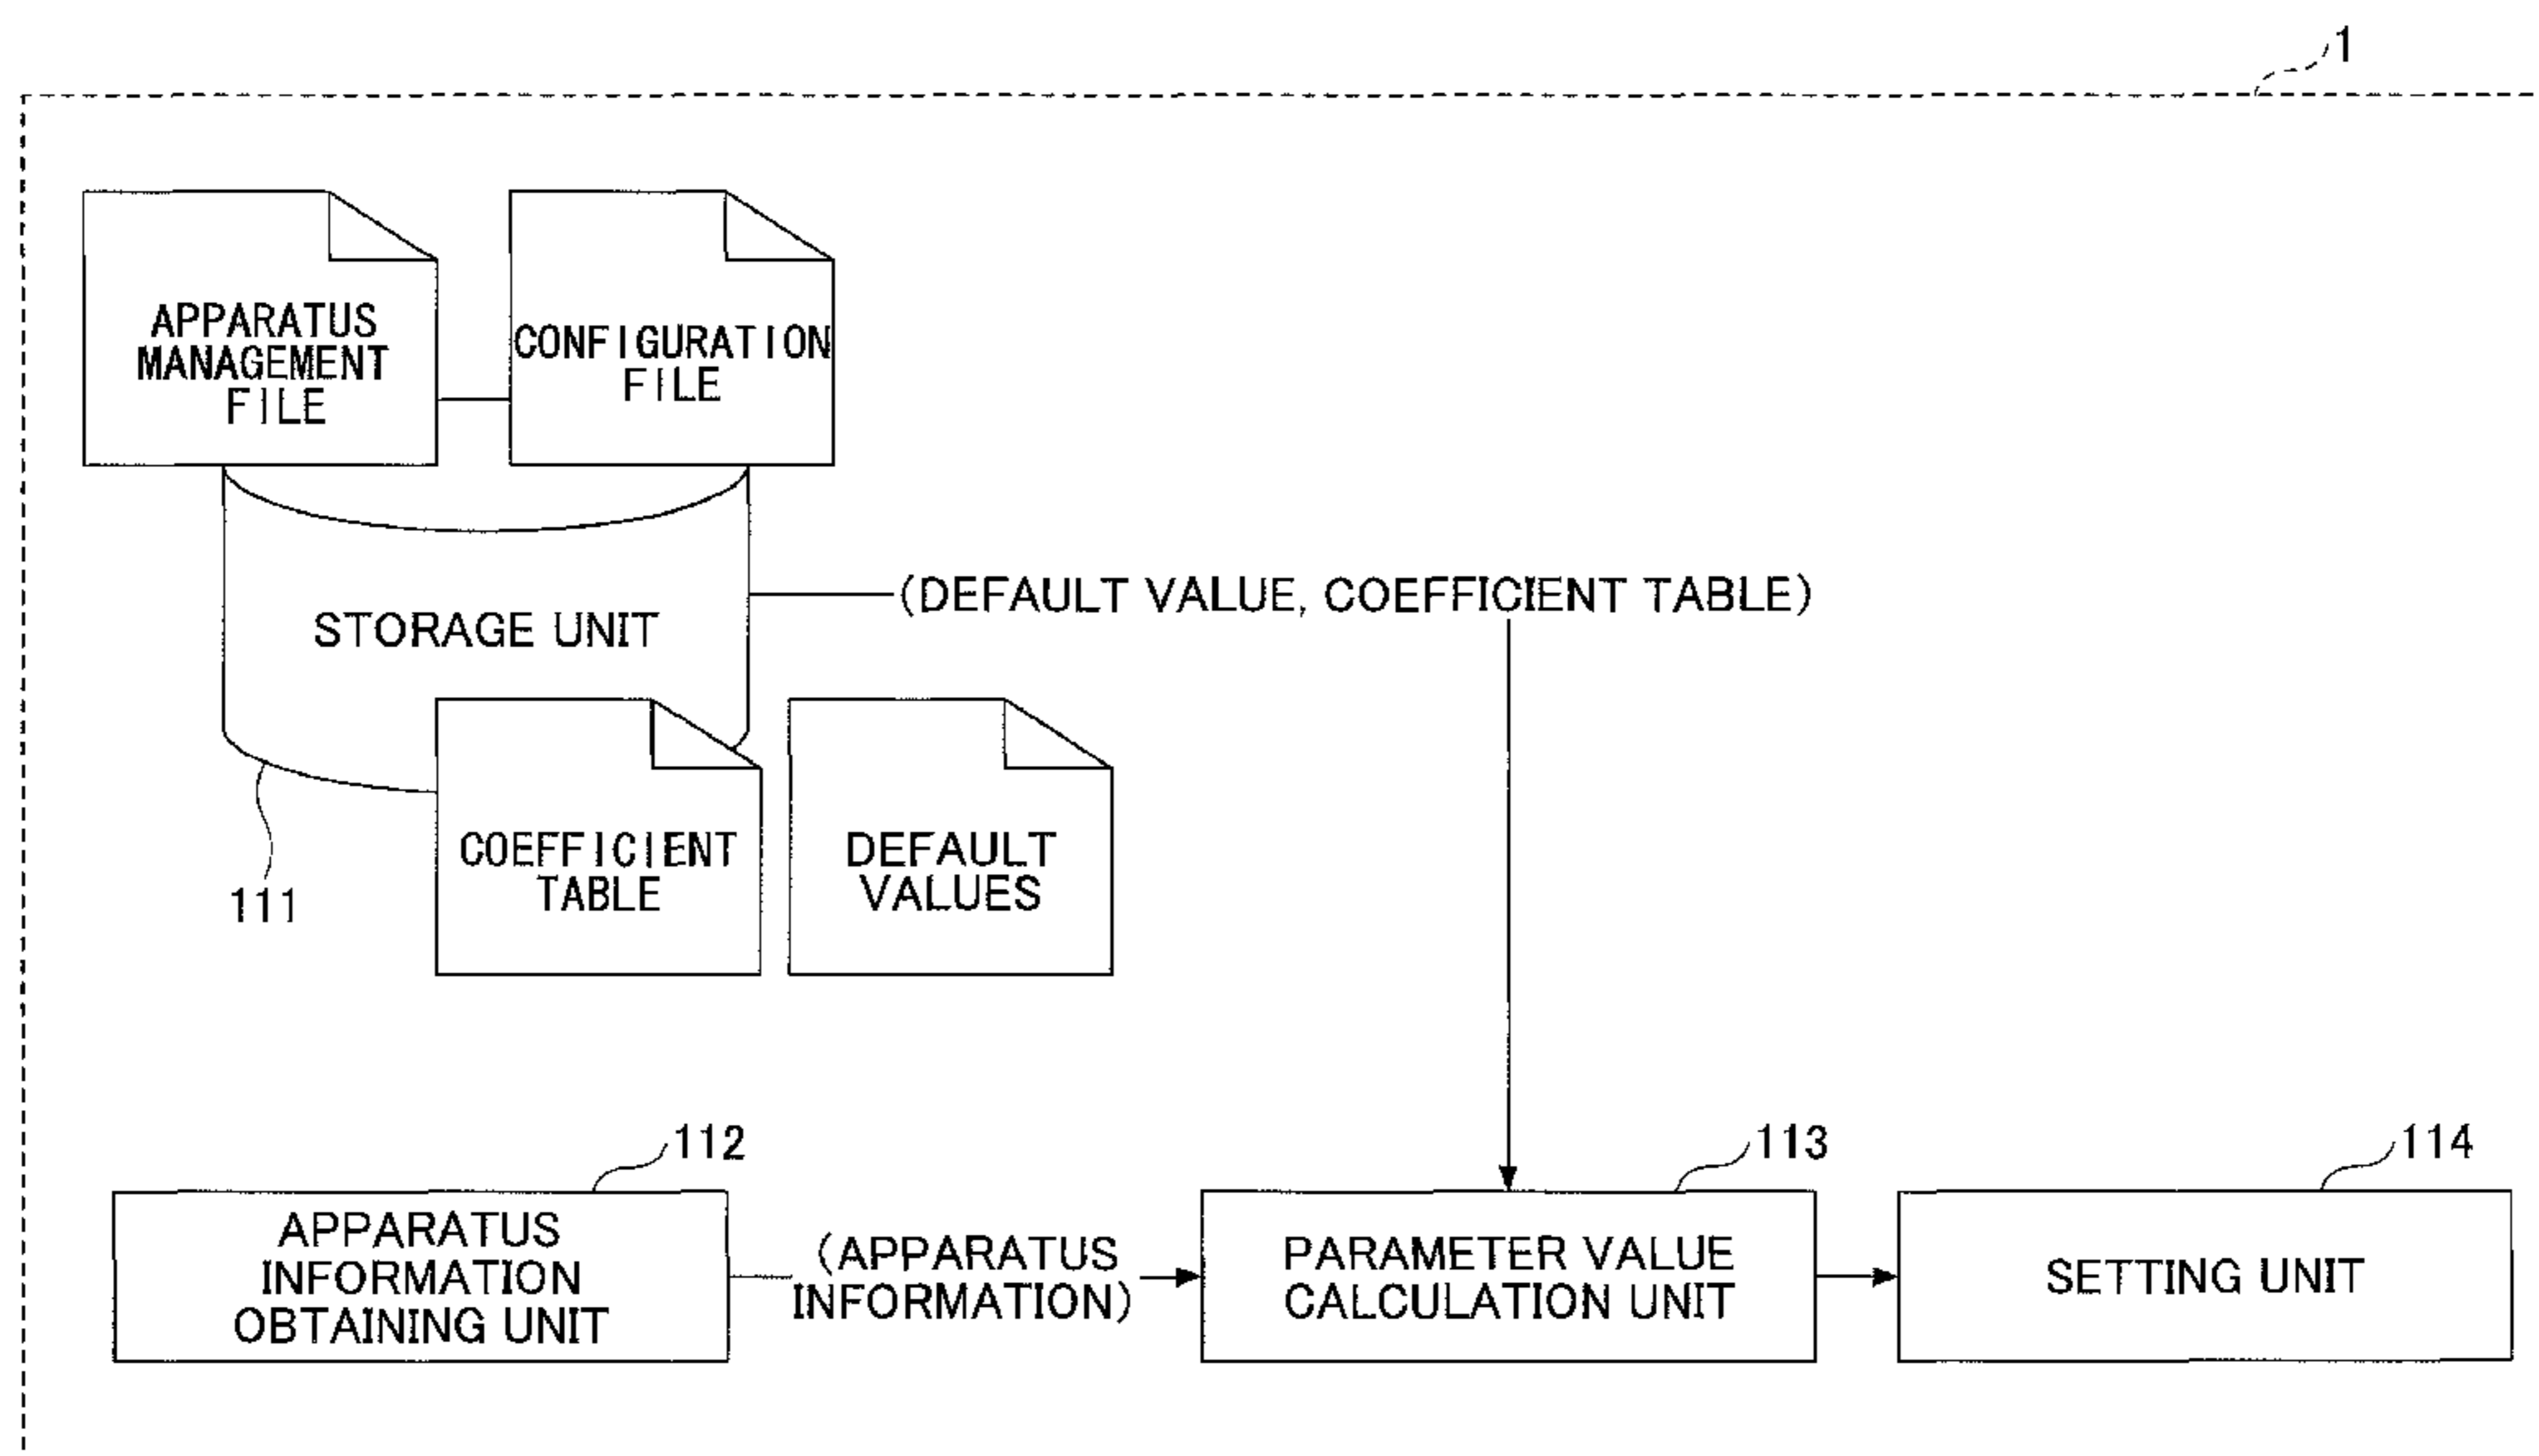 1
APPARATUS
MANAGEMENT
FILE
CONFIGURATION
FILE
STORAGE UNIT
(DEFAULT VALUE, COEFFICIENT TABLE)
COEFFICIENT
TABLE
DEFAULT
VALUES
111
112
113
114
APPARATUS
INFORMATION
OBTAINING UNIT
(APPARATUS
INFORMATION)
PARAMETER VALUE
CALCULATION UNIT
SETTING UNIT